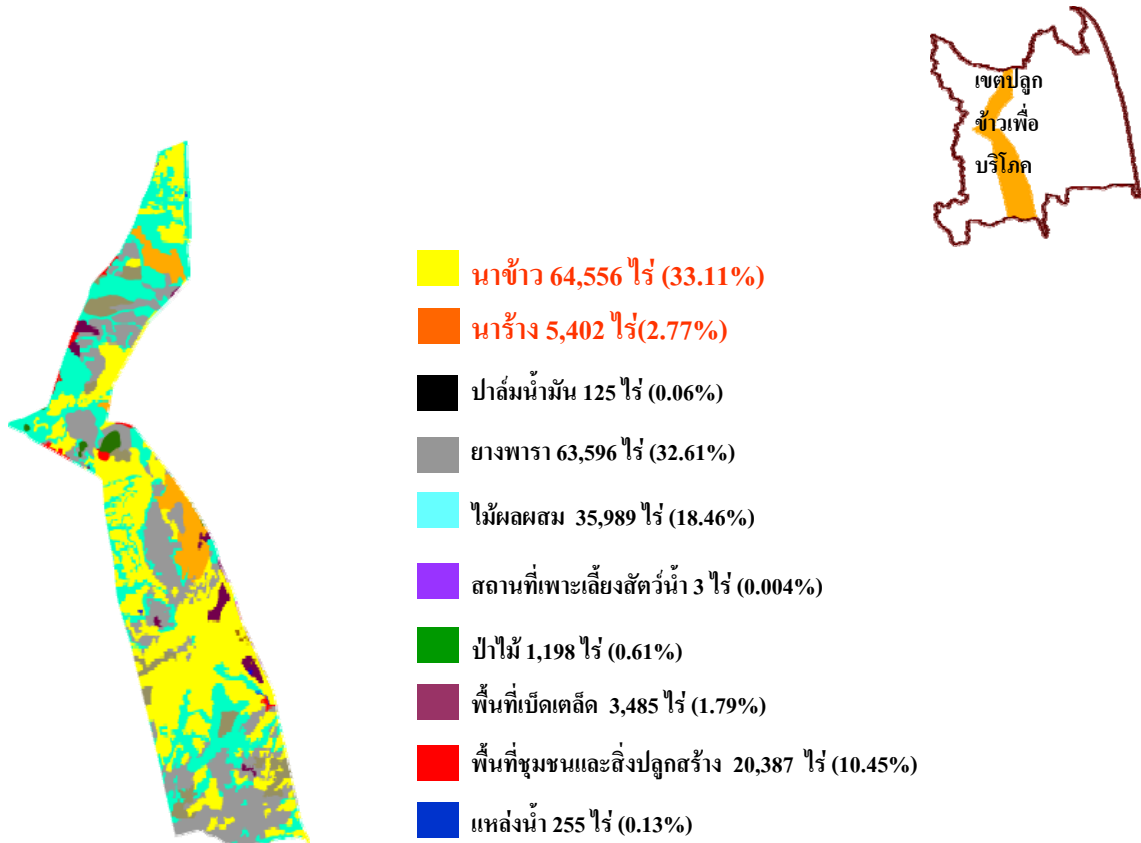 เขตปลูก
ข้าวเพื่อ
บริโภค
นาข้าว 64,556 ไร่ (33.11%)
นาร้าง 5,402 ไร่(2.77%)
ปาล์มน้ำมัน 125 ไร่ (0.06%)
ยางพารา 63,596 ไร่ (32.61%)
ไม้ผลผสม 35,989 ไร่ (18.46%)
สถานที่เพาะเลี้ยงสัตว์น้ำ 3 ไร่ (0.004%)
ป่าไม้ 1,198 ไร่ (0.61%)
พื้นที่เบ็ดเตล็ด 3,485 ไร่ (1.79%)
พื้นที่ชุมชนและสิ่งปลูกสร้าง 20,387 ไร่ (10.45%)
แหล่งน้ำ 255 ไร่ (0.13%)